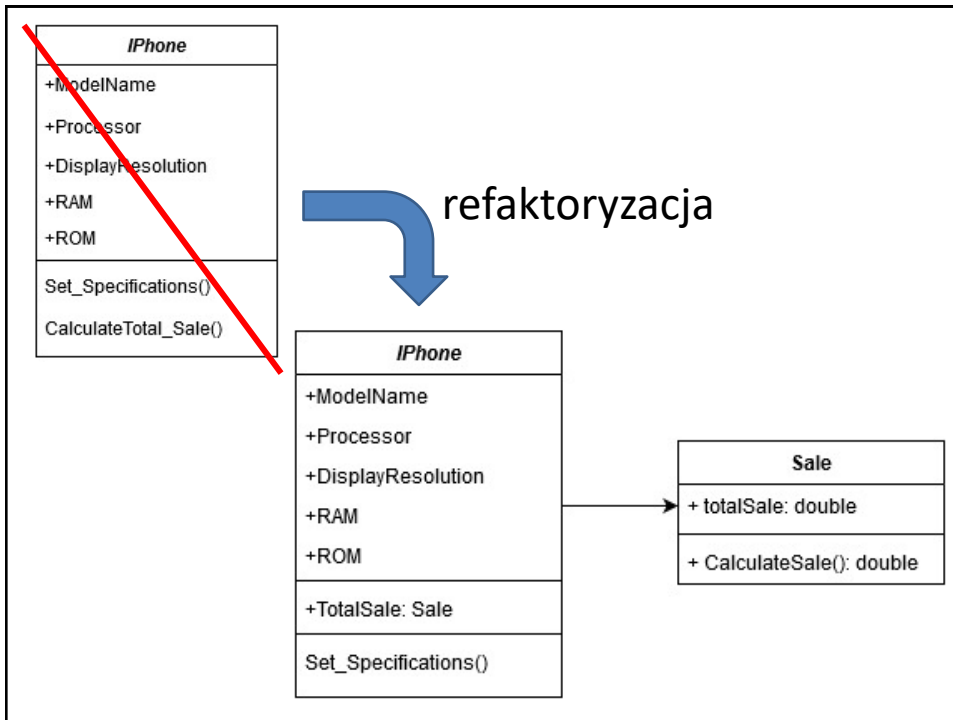 IPhone
+ModelName
+Processor
+DisplayResolution
+RAM
+ROM
Set_Specifications()
CalculateTotal_Sale()
refaktoryzacja
IPhone
+ModelName
+Processor
+DisplayResolution
+RAM
+ROM
+TotalSale: Sale
Set_Specifications()
Sale
+ totalSale: double
+ CalculateSale(): double